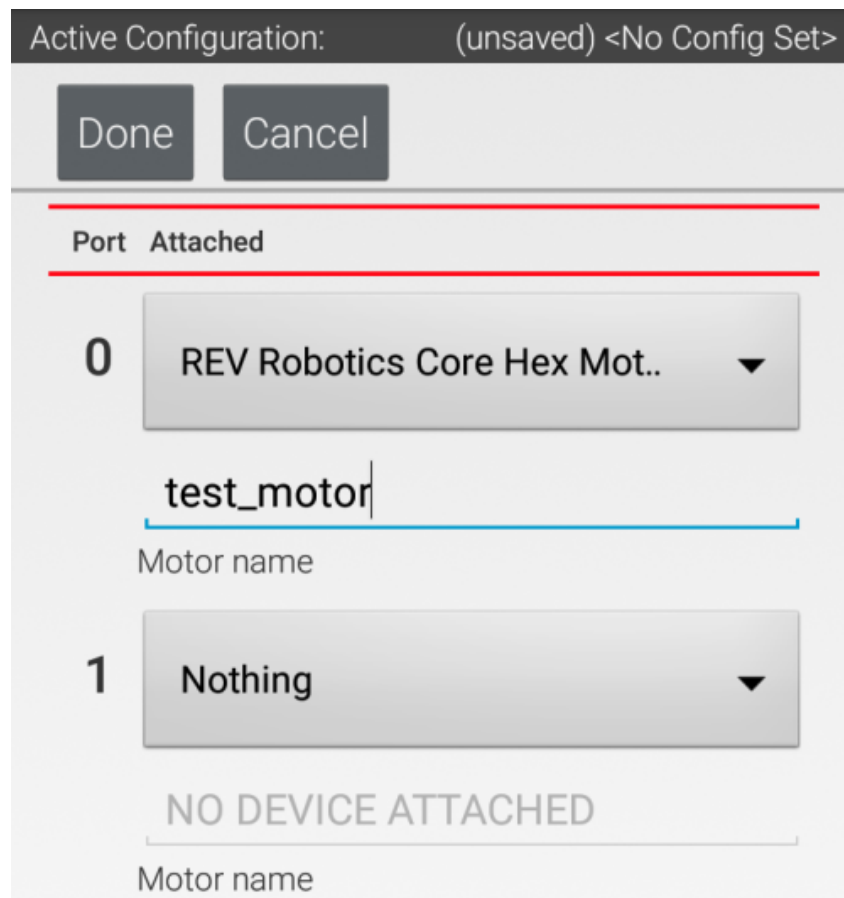 Active Configuration: (unsaved) <No Config Set>
Done Cancel
Port Attached
0 REV Robotics Core Hex Mot..
test_motor
Motor name
1 Nothing
NO DEVICE ATTACHED
Motor name